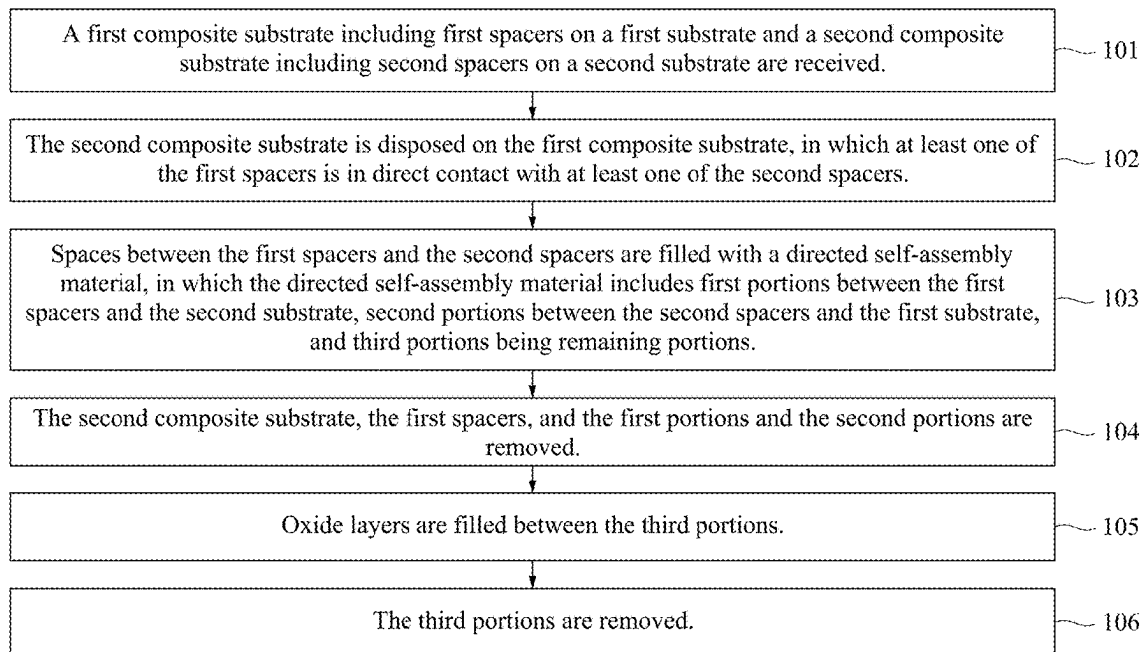 A first composite substrate including first spacers on a first substrate and a second composite
substrate including second spacers on a second substrate are received.
101
The second composite substrate is disposed on the first composite substrate, in which at least one of
the first spacers is in direct contact with at least one of the second spacers.
102
Spaces between the first spacers and the second spacers are filled with a directed self-assembly
material, in which the directed self-assembly material includes first portions between the first
spacers and the second substrate, second portions between the second spacers and the first substrate,
and third portions being remaining portions.
103
The second composite substrate, the first spacers, and the first portions and the second portions are
removed.
104
Oxide layers are filled between the third portions.
105
The third portions are removed.
106